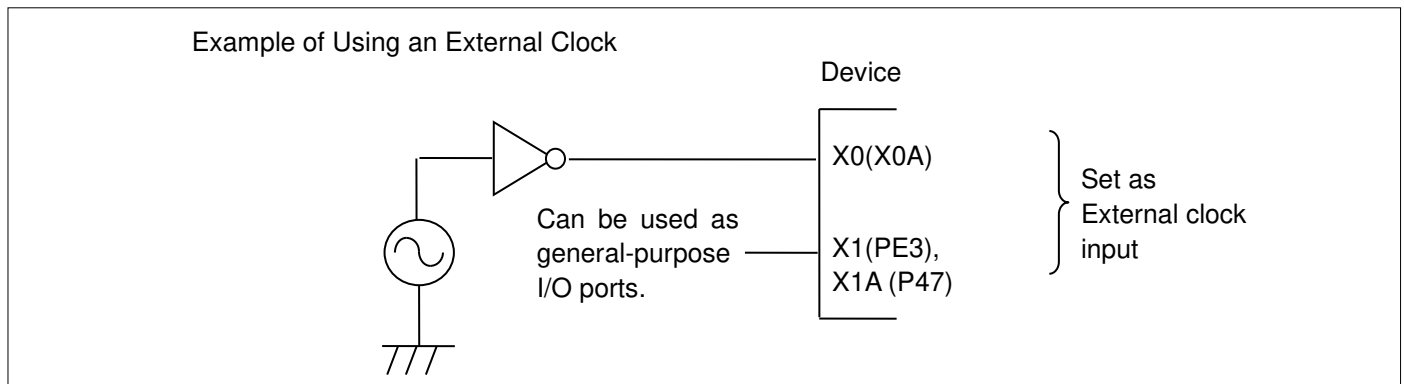 Example of Using an External Clock
Device
X0(X0A)
Can be used as
general-purpose
I/O ports.
X1(PE3),
X1A (P47)
Set as
External clock
input